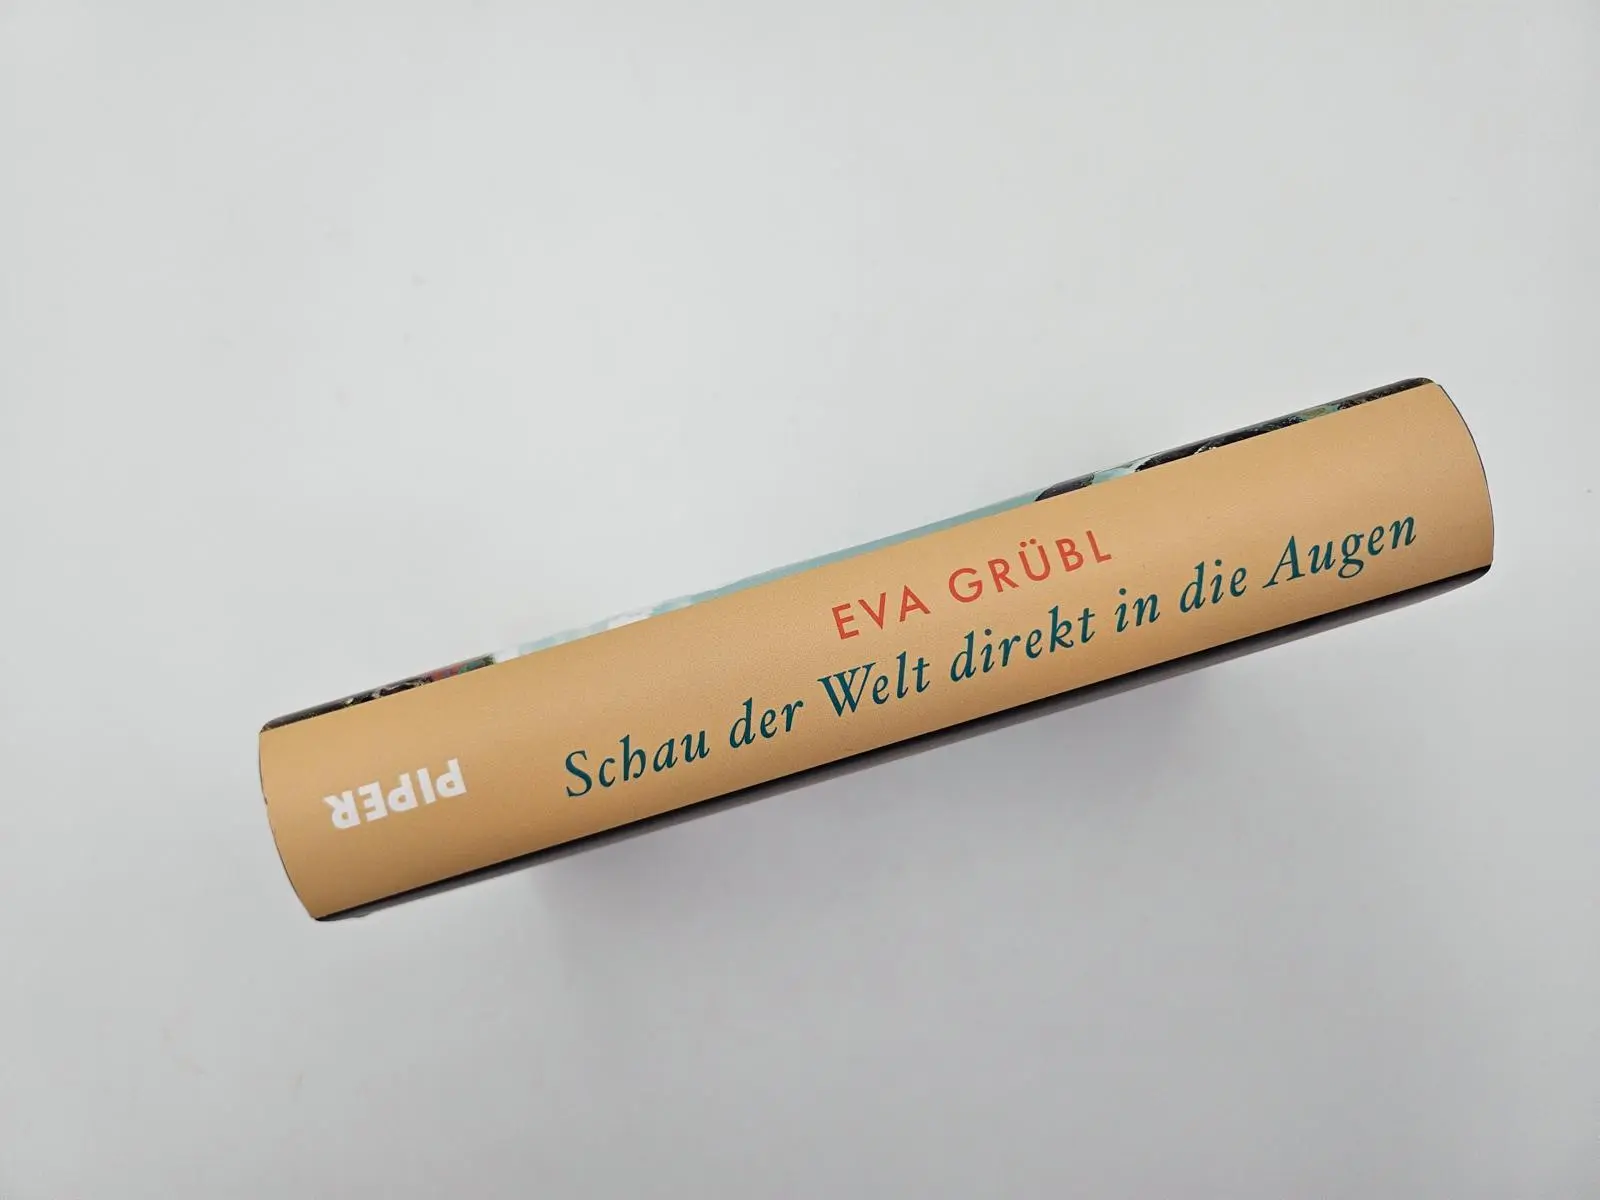 EVA GRÜBL
Schau der Welt direkt in die Augen
PIPER